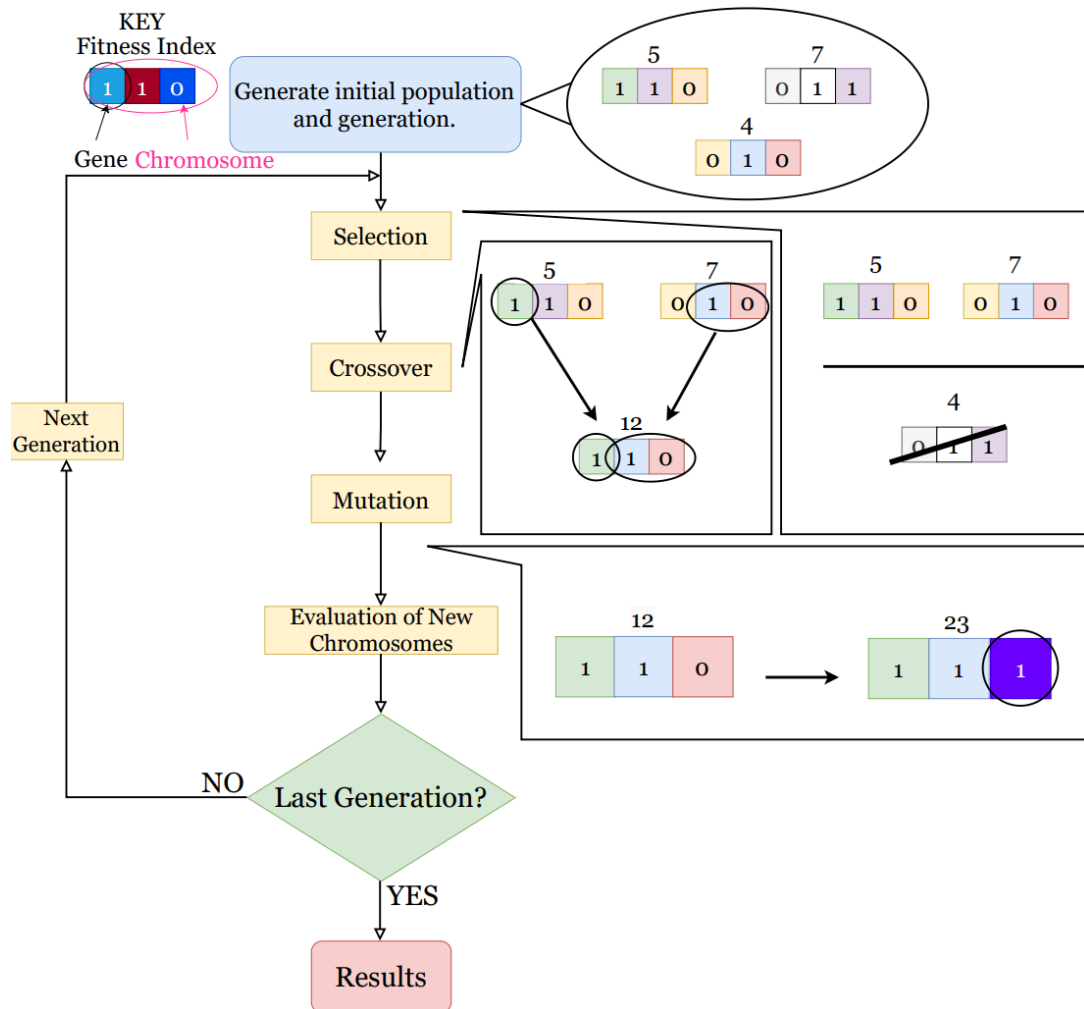 KEY
Fitness Index
1 1 0
Gene Chromosome
Generate initial population
and generation.
5
1 1 0
7
0 1 1
4
0 1 0
Selection
5
1 1 0
7
0 1 0
4
0 1 1
Crossover
5
1 1 0
7
0 1 0
12
1 1 0
Next
Generation
Mutation
12
1 1 0
23
1 1 1
Evaluation of New
Chromosomes
Last Generation?
NO
YES
Results